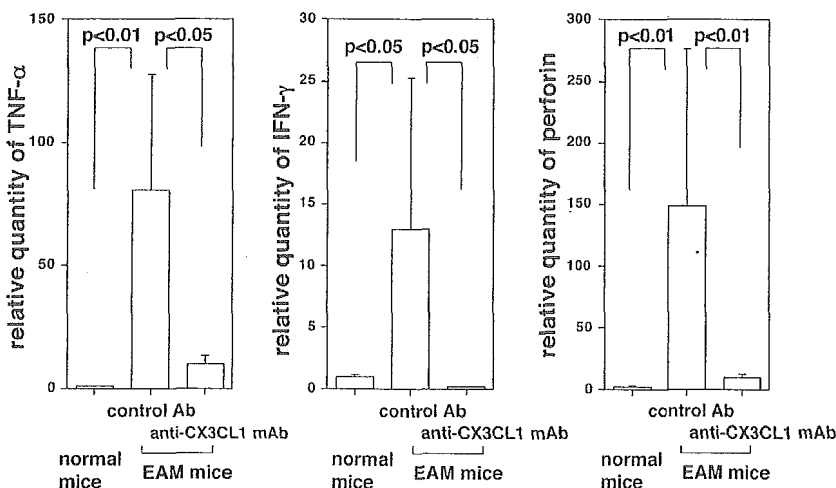 relative quantity of TNF-α
150
100
50
0
p<0.01
p<0.05
control Ab
anti-CX3CL1 mAb
normal
mice
EAM mice
relative quantity of IFN-γ
30
25
20
15
10
5
0
p<0.05
p<0.05
control Ab
anti-CX3CL1 mAb
normal
mice
EAM mice
relative quantity of perforin
300
250
200
150
100
50
0
p<0.01
p<0.01
control Ab
anti-CX3CL1 mAb
normal
mice
EAM mice